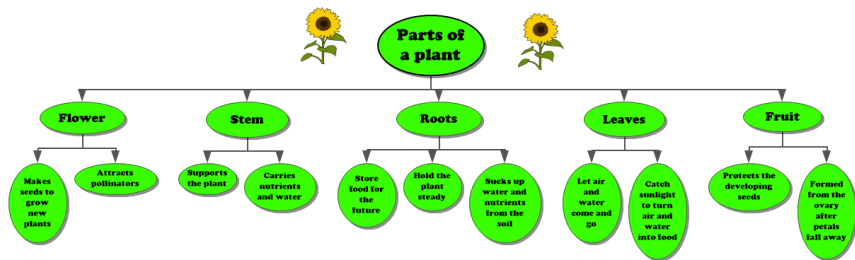 Parts of
a plant
Flower
Stem
Roots
Leaves
Fruit
Makes
seeds to
grow
new
plants
Attracts
pollinators
Supports
the plant
Carries
nutrients
and water
Store
food for
the
future
Hold the
plant
steady
Sucks up
water and
nutrients
from the
soil
Let air
and
water
come and
go
Catch
sunlight
to turn
air and
water
into food
Protects the
developing
seeds
Formed
from the
ovary
after
petals
fall away